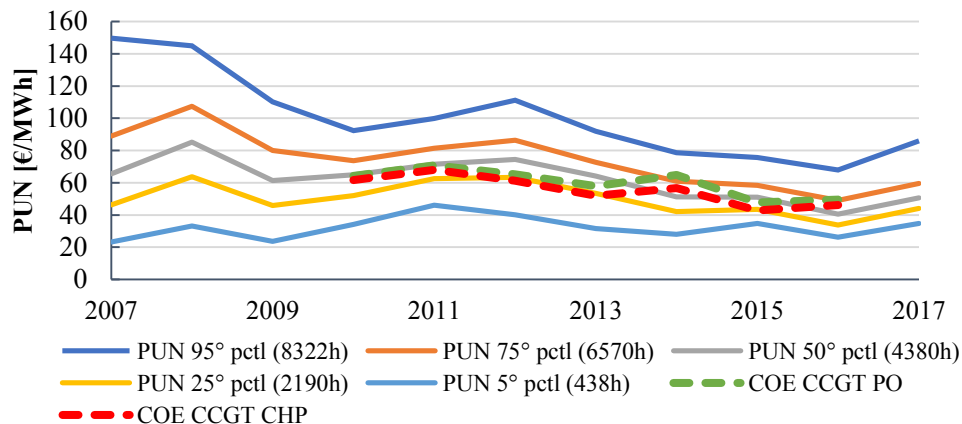 160
140
120
100
80
60
40
20
0
PUN [€/MWh]
2007 2009 2011 2013 2015 2017
PUN 95° pctl (8322h) PUN 75° pctl (6570h) PUN 50° pctl (4380h)
PUN 25° pctl (2190h) PUN 5° pctl (438h) COE CCGT PO
COE CCGT CHP